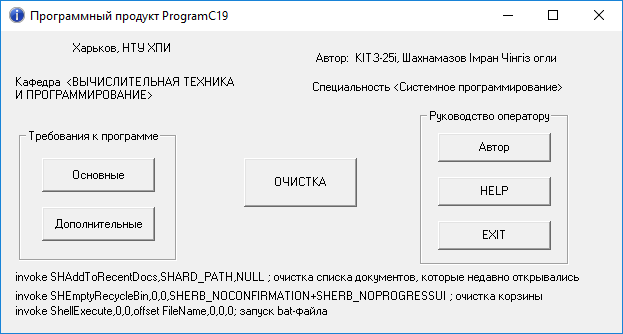 Программный продукт ProgramC19
Харьков, НТУ ХПИ
Автор: КІТЗ-25і, Шахнамазов Імран Чінгіз огли
Кафедра <ВЫЧИСЛИТЕЛЬНАЯ ТЕХНИКА
И ПРОГРАММИРОВАНИЕ>
Специальность <Системное программирование>
Требования к программе
Основные
Дополнительные
ОЧИСТКА
Руководство оператору
Автор
HELP
EXIT
invoke SHAddToRecentDocs,SHARD_PATH,NULL ; очистка списка документов, которые недавно открывались
invoke SHEmptyRecycleBin,0,0,SHERB_NOCONFIRMATION+SHERB_NOPROGRESSUI ; очистка корзины
invoke ShellExecute,0,0,offset FileName,0,0,0; запуск bat-файла